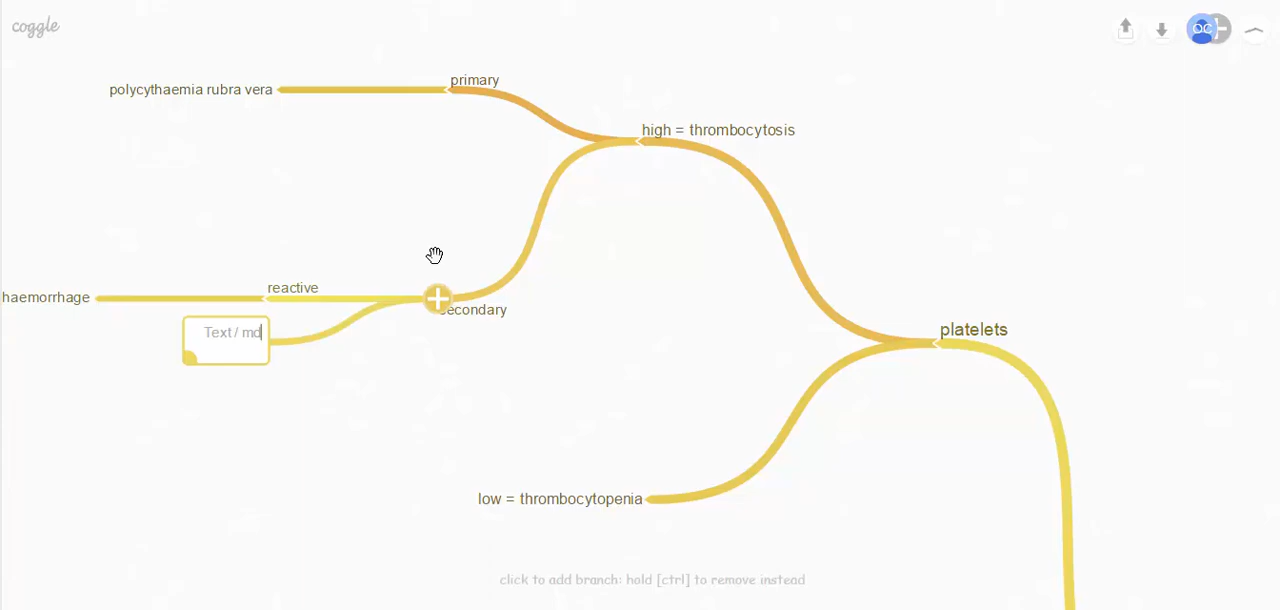 coggle
primary
polycythaemia rubra vera
high = thrombocytosis
reactive
haemorrhage
secondary
Text / md
platelets
low = thrombocytopenia
click to add branch: hold [ctrl] to remove instead